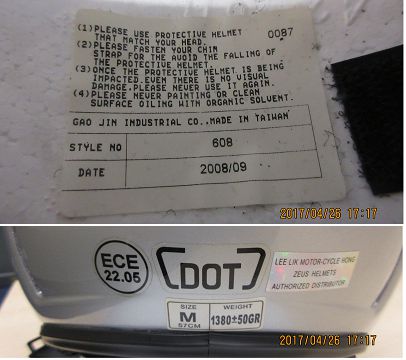 (1)PLEASE USE PROTECTIVE HELMET 0087
THAT MATCH YOUR HEAD.
(2)PLEASE FASTEN YOUR CHIN
STRAP FOR THE AVOID THE FALLING OF
THE PROTECTIVE HELMET.
(3)ONCE THE PROTECTIVE HELMET IS BEING
IMPACTED.EVEN THERE IS NO VISUAL
DAMAGE.PLEASE NEVER USE IT AGAIN.
(4)PLEASE NEVER PAINTING OR CLEAN
SURFACE OILING WITH ORGANIC SOLVENT.
GAO JIN INDUSTRIAL CO.,MADE IN TAIWAN
STYLE NO 608
DATE 2008/09
2017/04/26 17:17
ECE
22.05
DOT
LEE LIK MOTOR-CYCLE HONG
ZEUS HELMETS
AUTHORIZED DISTRIBUTOR
SIZE
M
57CM
WEIGHT
1380±50GR
2017/04/26 17:17